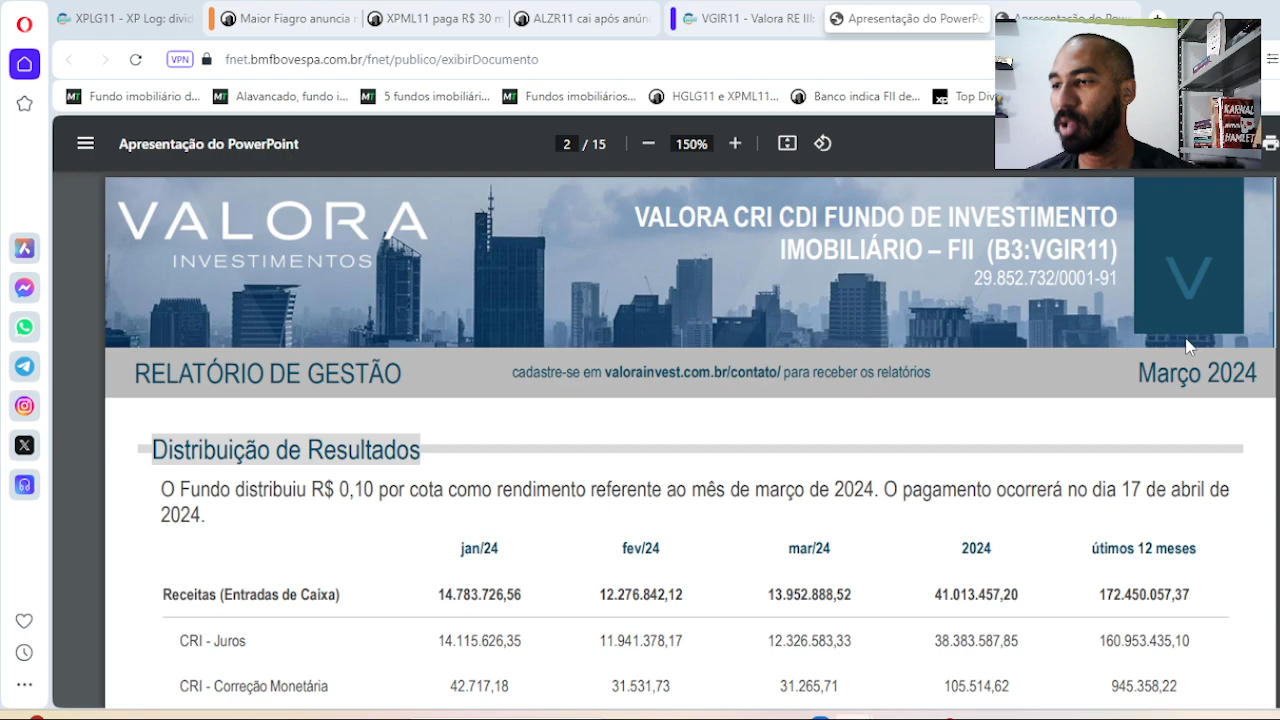 XPLG11 - XP Log: divid
Maior Fiagro anuncia
XPML11 paga R$ 30
ALZR11 cai após anún
VGIR11 - Valora RE III:
Apresentação do PowerPo
VPN
fnet.bmfbovespa.com.br/fnet/publico/exibirDocumento
Fundo imobiliário d...
Alavancado, fundo i...
5 fundos imobiliári...
Fundos imobiliários...
HGLG11 e XPML11...
Banco indica FII de...
Top Div
KARNAL
HAMLET
Apresentação do PowerPoint
2 / 15
150%
VALORA
INVESTIMENTOS
VALORA CRI CDI FUNDO DE INVESTIMENTO
IMOBILIÁRIO – FII (B3:VGIR11)
29.852.732/0001-91
V
RELATÓRIO DE GESTÃO
cadastre-se em valorainvest.com.br/contato/ para receber os relatórios
Março 2024
Distribuição de Resultados
O Fundo distribuiu R$ 0,10 por cota como rendimento referente ao mês de março de 2024. O pagamento ocorrerá no dia 17 de abril de
2024.
jan/24 fev/24 mar/24 2024 útimos 12 meses
Receitas (Entradas de Caixa) 14.783.726,56 12.276.842,12 13.952.888,52 41.013.457,20 172.450.057,37
CRI - Juros 14.115.626,35 11.941.378,17 12.326.583,33 38.383.587,85 160.953.435,10
CRI - Correção Monetária 42.717,18 31.531,73 31.265,71 105.514,62 945.358,22